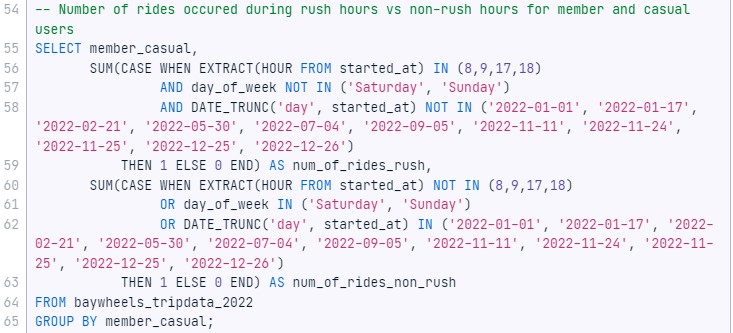 54 -- Number of rides occured during rush hours vs non-rush hours for member and casual
users
55 SELECT member_casual,
56 SUM(CASE WHEN EXTRACT(HOUR FROM started_at) IN (8,9,17,18)
57 AND day_of_week NOT IN ('Saturday', 'Sunday')
58 AND DATE_TRUNC('day', started_at) NOT IN ('2022-01-01', '2022-01-17',
'2022-02-21', '2022-05-30', '2022-07-04', '2022-09-05', '2022-11-11', '2022-11-24',
'2022-11-25', '2022-12-25', '2022-12-26')
59 THEN 1 ELSE 0 END) AS num_of_rides_rush,
60 SUM(CASE WHEN EXTRACT(HOUR FROM started_at) NOT IN (8,9,17,18)
61 OR day_of_week IN ('Saturday', 'Sunday')
62 OR DATE_TRUNC('day', started_at) IN ('2022-01-01', '2022-01-17', '2022-
02-21', '2022-05-30', '2022-07-04', '2022-09-05', '2022-11-11', '2022-11-24', '2022-11-
25', '2022-12-25', '2022-12-26')
63 THEN 1 ELSE 0 END) AS num_of_rides_non_rush
64 FROM baywheels_tripdata_2022
65 GROUP BY member_casual;